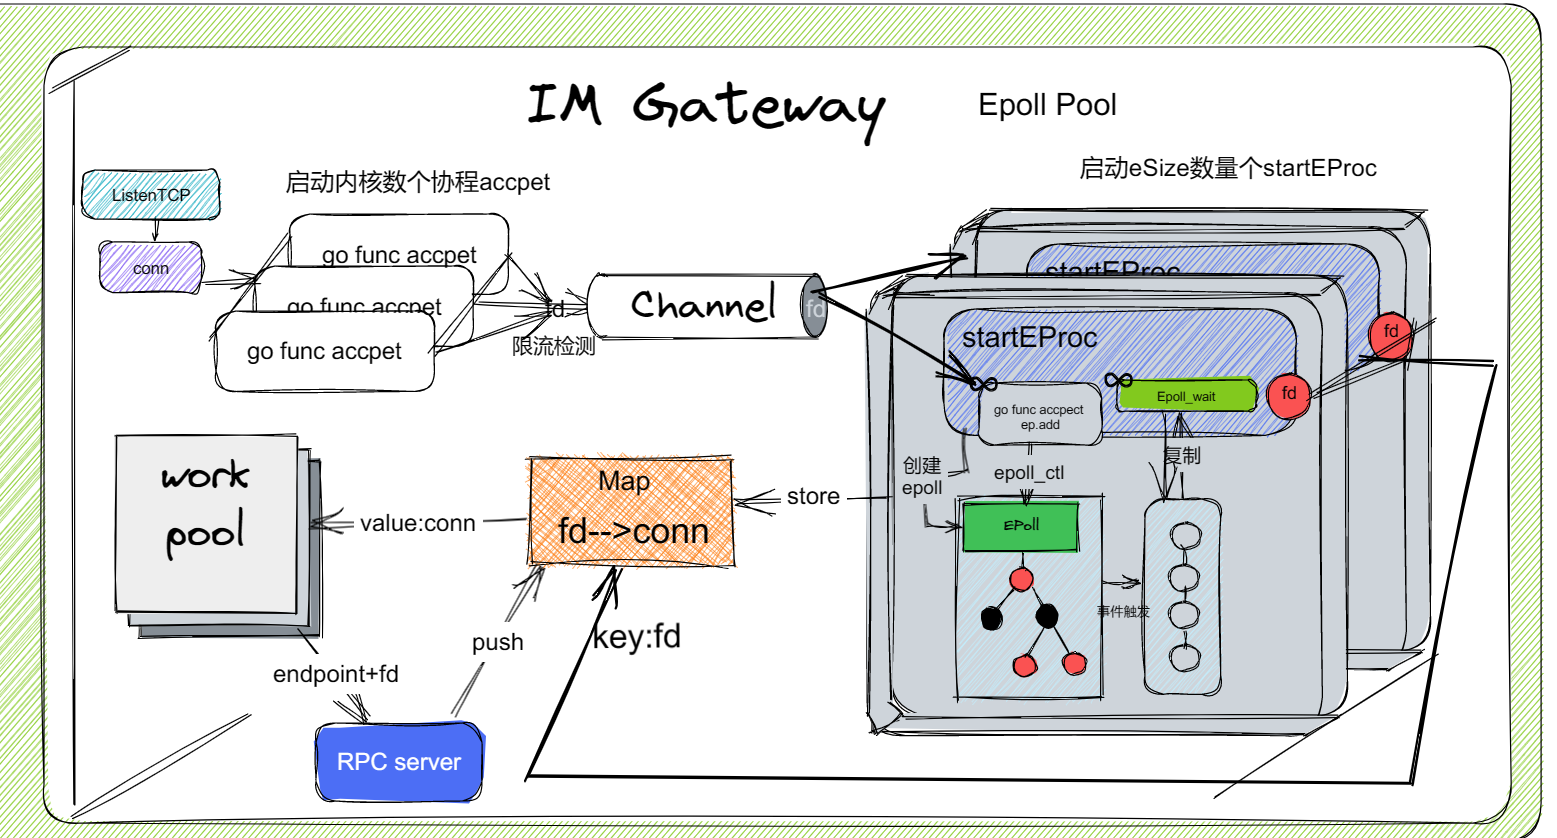 IM Gateway
Epoll Pool
启动内核数个协程accpet
启动eSize数量个startEProc
ListenTCP
conn
go func accpet
go func accpet
go func accpet
fd
限流检测
Channel
fd
startEProc
fd
startEProc
fd
go func accpect
ep.add
Epoll_wait
复制
创建
epoll
epoll_ctl
EPoll
事件触发
store
Map
fd-->conn
value:conn
work
pool
key:fd
push
endpoint+fd
RPC server